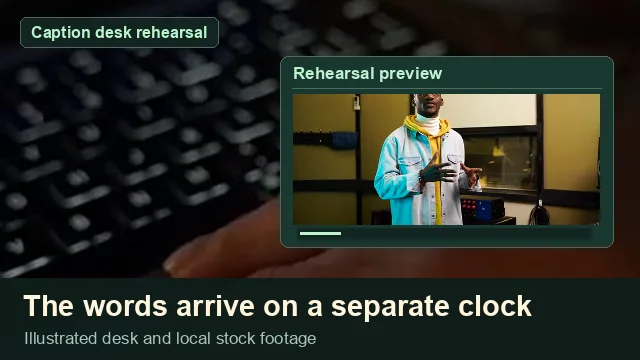 Caption desk rehearsal
Rehearsal preview
The words arrive on a separate clock
Illustrated desk and local stock footage